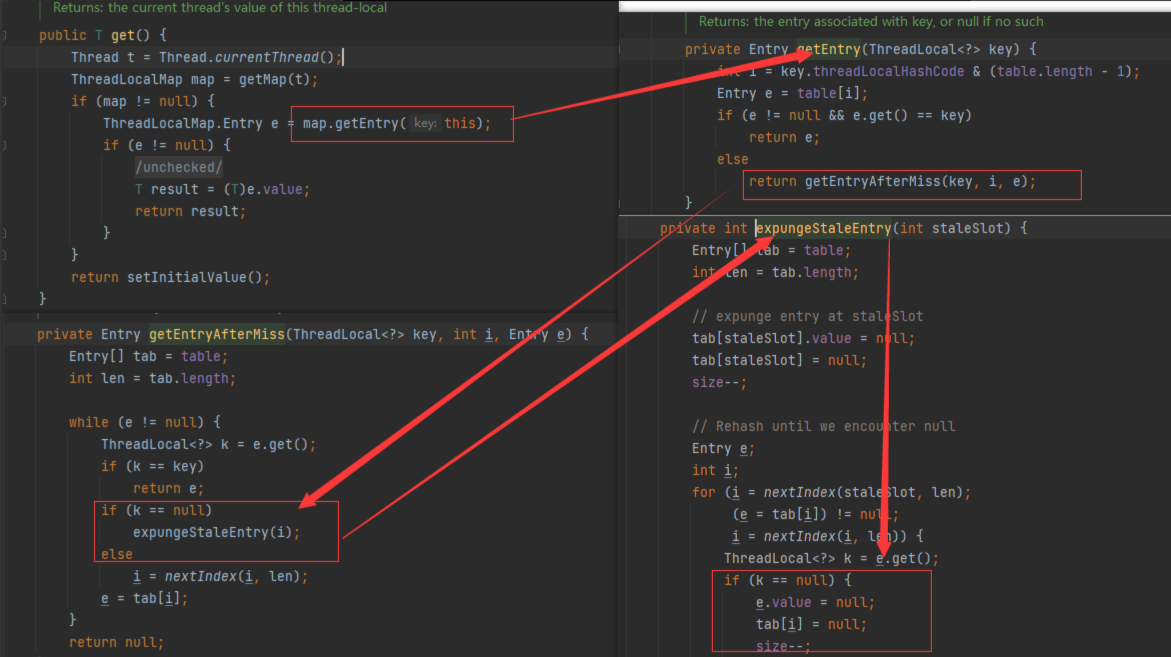 Returns: the current thread's value of this thread-local
public T get() {
Thread t = Thread.currentThread();
ThreadLocalMap map = getMap(t);
if (map != null) {
ThreadLocalMap.Entry e = map.getEntry( key: this);
if (e != null) {
/unchecked/
T result = (T)e.value;
return result;
}
}
return setInitialValue();
}
private Entry getEntryAfterMiss(ThreadLocal<?> key, int i, Entry e) {
Entry[] tab = table;
int len = tab.length;
while (e != null) {
ThreadLocal<?> k = e.get();
if (k == key)
return e;
if (k == null)
expungeStaleEntry(i);
else
i = nextIndex(i, len);
e = tab[i];
}
return null;
Returns: the entry associated with key, or null if no such
private Entry getEntry(ThreadLocal<?> key) {
int i = key.threadLocalHashCode & (table.length - 1);
Entry e = table[i];
if (e != null && e.get() == key)
return e;
else
return getEntryAfterMiss(key, i, e);
}
private int expungeStaleEntry(int staleSlot) {
Entry[] tab = table;
int len = tab.length;
// expunge entry at staleSlot
tab[staleSlot].value = null;
tab[staleSlot] = null;
size--;
// Rehash until we encounter null
Entry e;
int i;
for (i = nextIndex(staleSlot, len);
(e = tab[i]) != null;
i = nextIndex(i, len)) {
ThreadLocal<?> k = e.get();
if (k == null) {
e.value = null;
tab[i] = null;
size--;